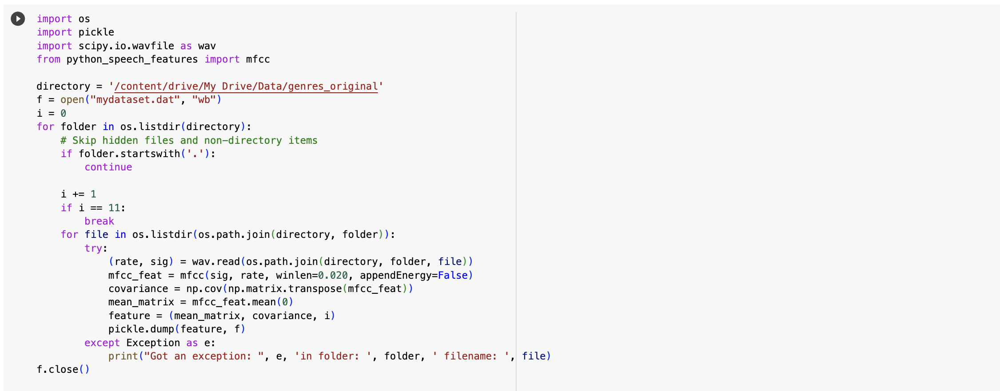 import os
import pickle
import scipy.io.wavfile as wav
from python_speech_features import mfcc

directory = '/content/drive/My Drive/Data/genres_original'
f = open("mydataset.dat", "wb")
i = 0
for folder in os.listdir(directory):
    # Skip hidden files and non-directory items
    if folder.startswith('.'):
        continue

    i += 1
    if i == 11:
        break
    for file in os.listdir(os.path.join(directory, folder)):
        try:
            (rate, sig) = wav.read(os.path.join(directory, folder, file))
            mfcc_feat = mfcc(sig, rate, winlen=0.020, appendEnergy=False)
            covariance = np.cov(np.matrix.transpose(mfcc_feat))
            mean_matrix = mfcc_feat.mean(0)
            feature = (mean_matrix, covariance, i)
            pickle.dump(feature, f)
        except Exception as e:
            print("Got an exception: ", e, 'in folder: ', folder, ' filename: ', file)
f.close()